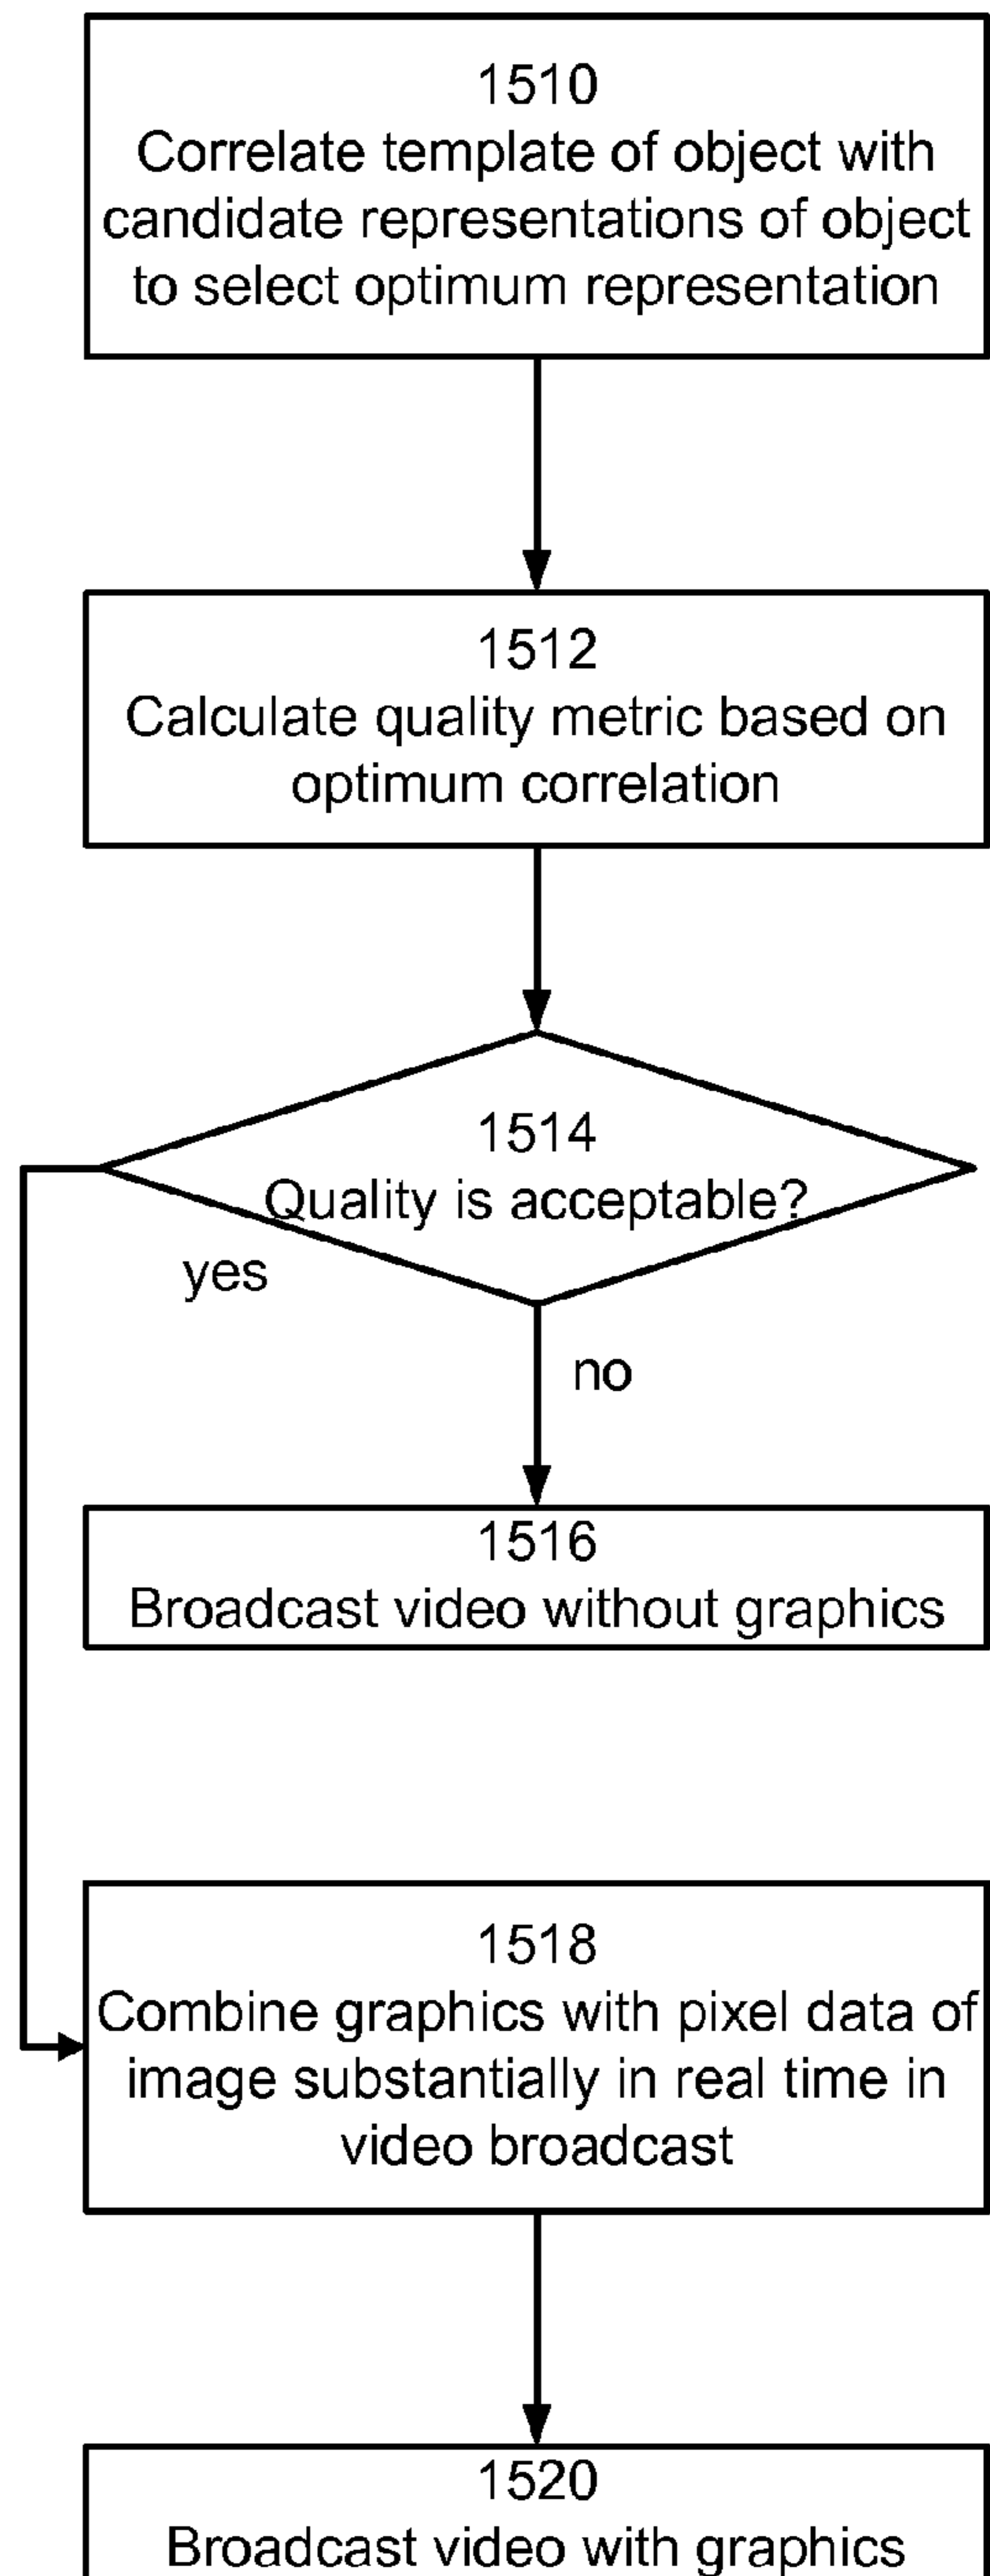 1510
Correlate template of object with
candidate representations of object
to select optimum representation
1512
Calculate quality metric based on
optimum correlation
1514
Quality is acceptable?
yes
no
1516
Broadcast video without graphics
1518
Combine graphics with pixel data of
image substantially in real time in
video broadcast
1520
Broadcast video with graphics